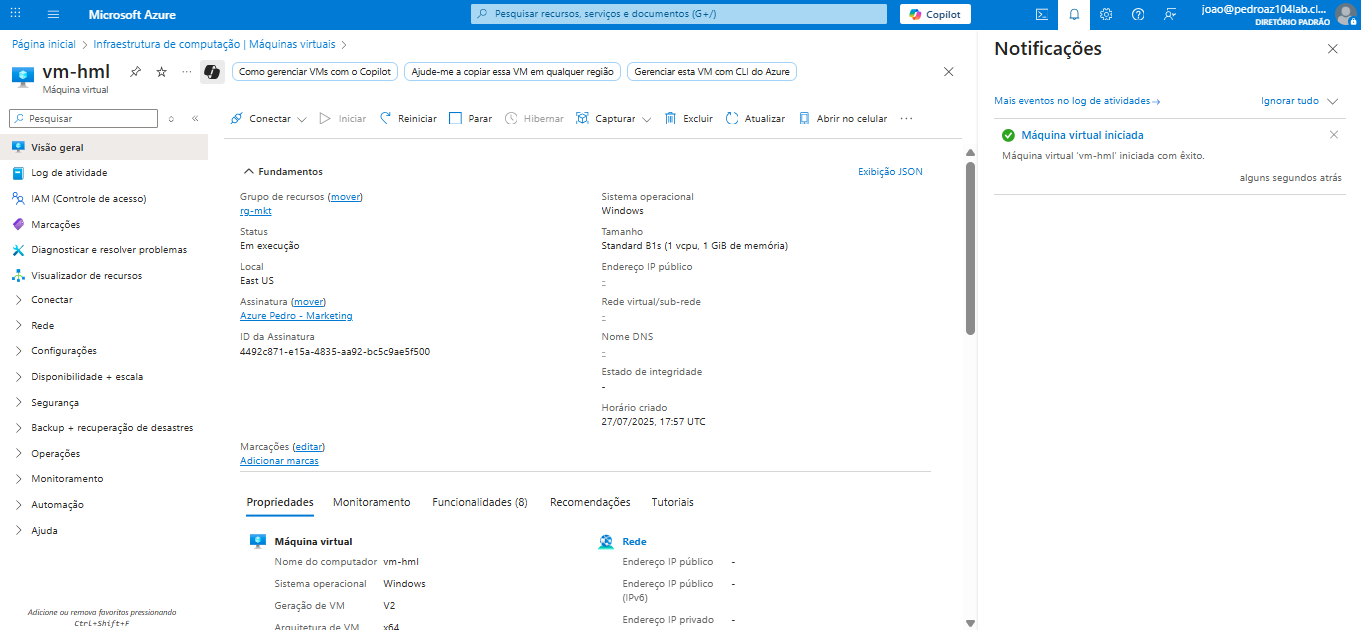 Microsoft Azure
Pesquisar recursos, serviços e documentos (G+/)
Copilot
joao@pedroaz104lab.cl...
DIRETÓRIO PADRÃO
Página inicial > Infraestrutura de computação | Máquinas virtuais >
vm-hml
Máquina virtual
Como gerenciar VMs com o Copilot
Ajude-me a copiar essa VM em qualquer região
Gerenciar esta VM com CLI do Azure
Pesquisar
Visão geral
Log de atividade
IAM (Controle de acesso)
Marcações
Diagnosticar e resolver problemas
Visualizador de recursos
Conectar
Rede
Configurações
Disponibilidade + escala
Segurança
Backup + recuperação de desastres
Operações
Monitoramento
Automação
Ajuda
Adicione ou remova favoritos pressionando
Ctrl+Shift+F
Conectar
Iniciar
Reiniciar
Parar
Hibernar
Capturar
Excluir
Atualizar
Abrir no celular
Fundamentos
Exibição JSON
Grupo de recursos (mover)
rg-mkt
Status
Em execução
Local
East US
Assinatura (mover)
Azure Pedro - Marketing
ID da Assinatura
4492c871-e15a-4835-aa92-bc5c9ae5f500
Sistema operacional
Windows
Tamanho
Standard B1s (1 vcpu, 1 GiB de memória)
Endereço IP público
-
Rede virtual/sub-rede
-
Nome DNS
-
Estado de integridade
-
Horário criado
27/07/2025, 17:57 UTC
Marcações (editar)
Adicionar marcas
Propriedades
Monitoramento
Funcionalidades (8)
Recomendações
Tutoriais
Máquina virtual
Nome do computador vm-hml
Sistema operacional Windows
Geração de VM V2
Arquitetura de VM x64
Rede
Endereço IP público -
Endereço IP público -
(IPv6)
Endereço IP privado -
Notificações
Mais eventos no log de atividades→
Ignorar tudo
Máquina virtual iniciada
Máquina virtual 'vm-hml' iniciada com êxito.
alguns segundos atrás